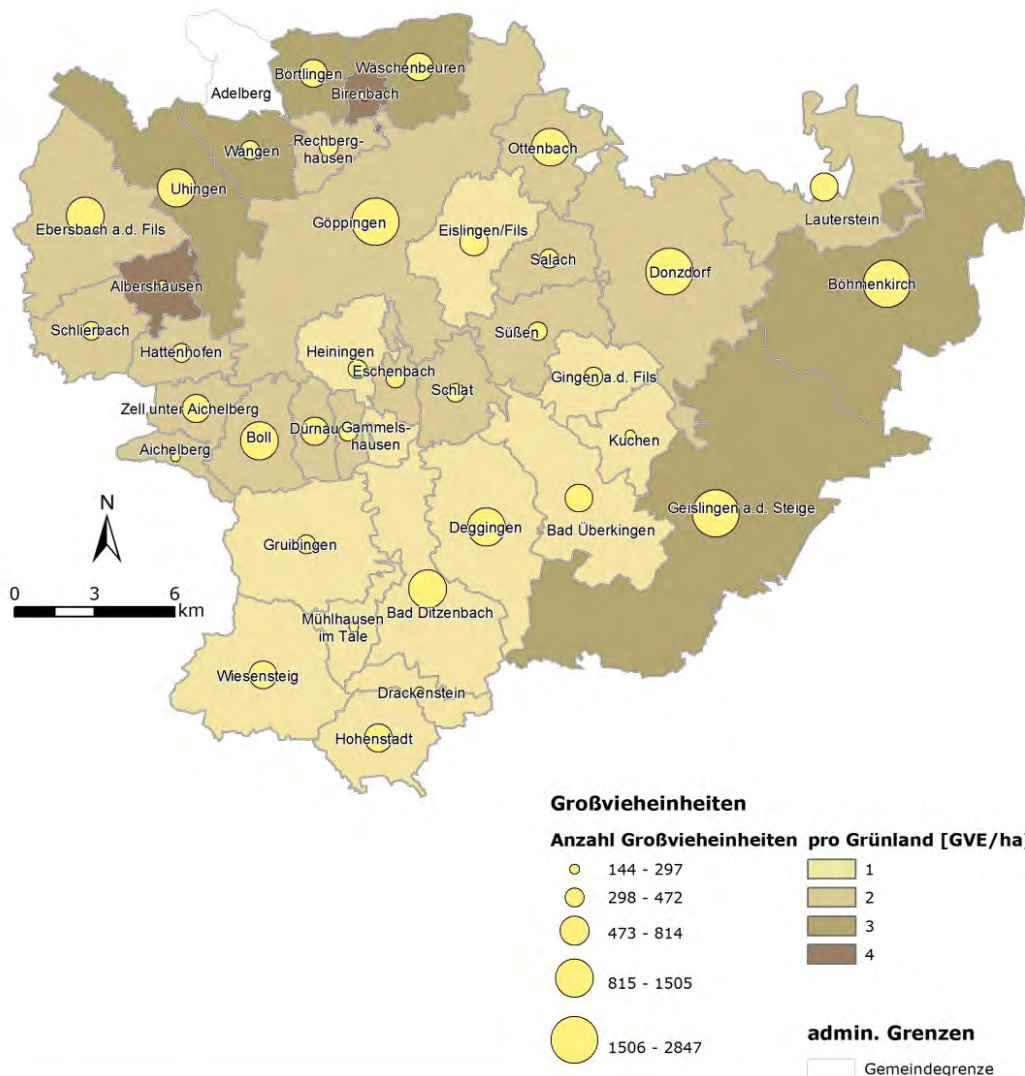 Adelberg
Börtlingen
Wäschenbeuren
Birenbach
Wangen
Rechberg-
hausen
Ottenbach
Uhingen
Göppingen
Eislingen/Fils
Lauterstein
Ebersbach a.d. Fils
Salach
Donzdorf
Böhmenkirch
Albershausen
Schlierbach
Süßen
Hattenhofen
Heiningen
Eschenbach
Gingen a.d. Fils
Schlat
Zell unter Aichelberg
Boll
Dürnau
Gammels-
hausen
Kuchen
Aichelberg
N
Geislingen a.d. Steige
Deggingen
Bad Überkingen
Gruibingen
0 3 6
km
Mühlhausen
im Täle
Bad Ditzenbach
Wiesensteig
Drackenstein
Hohenstadt
Großvieheinheiten
Anzahl Großvieheinheiten pro Grünland [GVE/ha]
144 - 297 1
298 - 472 2
473 - 814 3
4
815 - 1505
1506 - 2847
admin. Grenzen
Gemeindegrenze